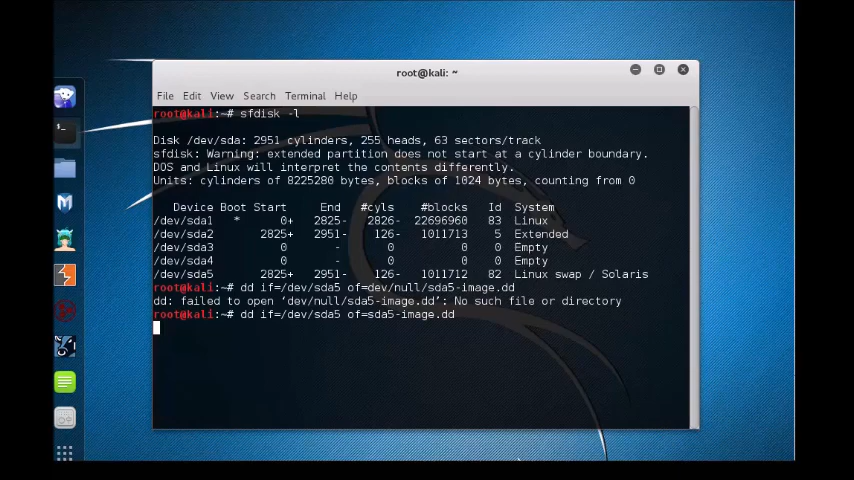 root@kali: ~
File Edit View Search Terminal Help
root@kali:~# sfdisk -l
Disk /dev/sda: 2951 cylinders, 255 heads, 63 sectors/track
sfdisk: Warning: extended partition does not start at a cylinder boundary.
DOS and Linux will interpret the contents differently.
Units: cylinders of 8225280 bytes, blocks of 1024 bytes, counting from 0
Device Boot Start End #cyls #blocks Id System
/dev/sda1 * 0+ 2825- 2826- 22696960 83 Linux
/dev/sda2 2825+ 2951- 126- 1011713 5 Extended
/dev/sda3 0 - 0 0 0 Empty
/dev/sda4 0 - 0 0 0 Empty
/dev/sda5 2825+ 2951- 126- 1011712 82 Linux swap / Solaris
root@kali:~# dd if=/dev/sda5 of=dev/null/sda5-image.dd
dd: failed to open ‘dev/null/sda5-image.dd’: No such file or directory
root@kali:~# dd if=/dev/sda5 of=sda5-image.dd